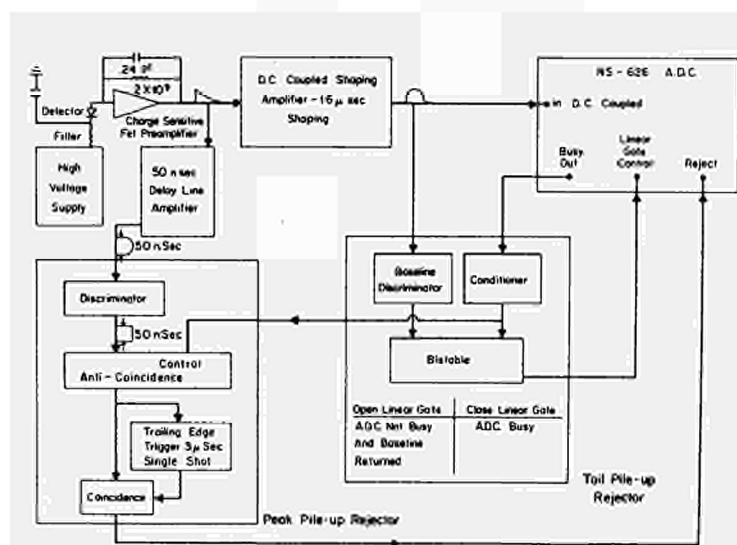 24 pF
2 X 10⁹
Detector
Filter
Charge Sensitive
Fet Preamplifier
High
Voltage
Supply
50 nsec
Delay Line
Amplifier
D.C. Coupled Shaping
Amplifier -1.6 µ sec
Shaping
NS - 626 A.D.C.
in D.C. Coupled
Busy
Out
Linear
Gate
Control
Reject
50 nSec
Discriminator
50 nSec
Control
Anti - Coincidence
Trailing Edge
Trigger 3 µ Sec
Single Shot
Coincidence
Peak Pile-up Rejector
Baseline
Discriminator
Conditioner
Bistable
Open Linear Gate
A.D.C. Not Busy
And Baseline
Returned
Close Linear Gate
A.D.C. Busy
Tail Pile-up
Rejector